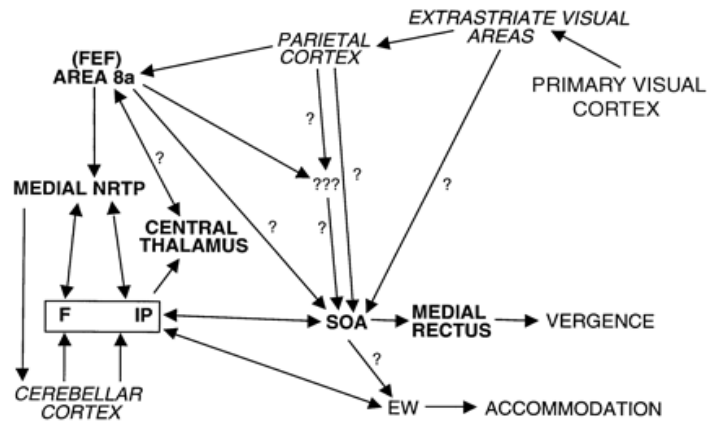 EXTRASTRIATE VISUAL
AREAS
PARIETAL
CORTEX
(FEF)
AREA 8a
PRIMARY VISUAL
CORTEX
?
?
???
?
?
MEDIAL NRTP
CENTRAL
THALAMUS
?
?
F IP
SOA
MEDIAL
RECTUS
VERGENCE
?
CEREBELLAR
CORTEX
EW
ACCOMMODATION